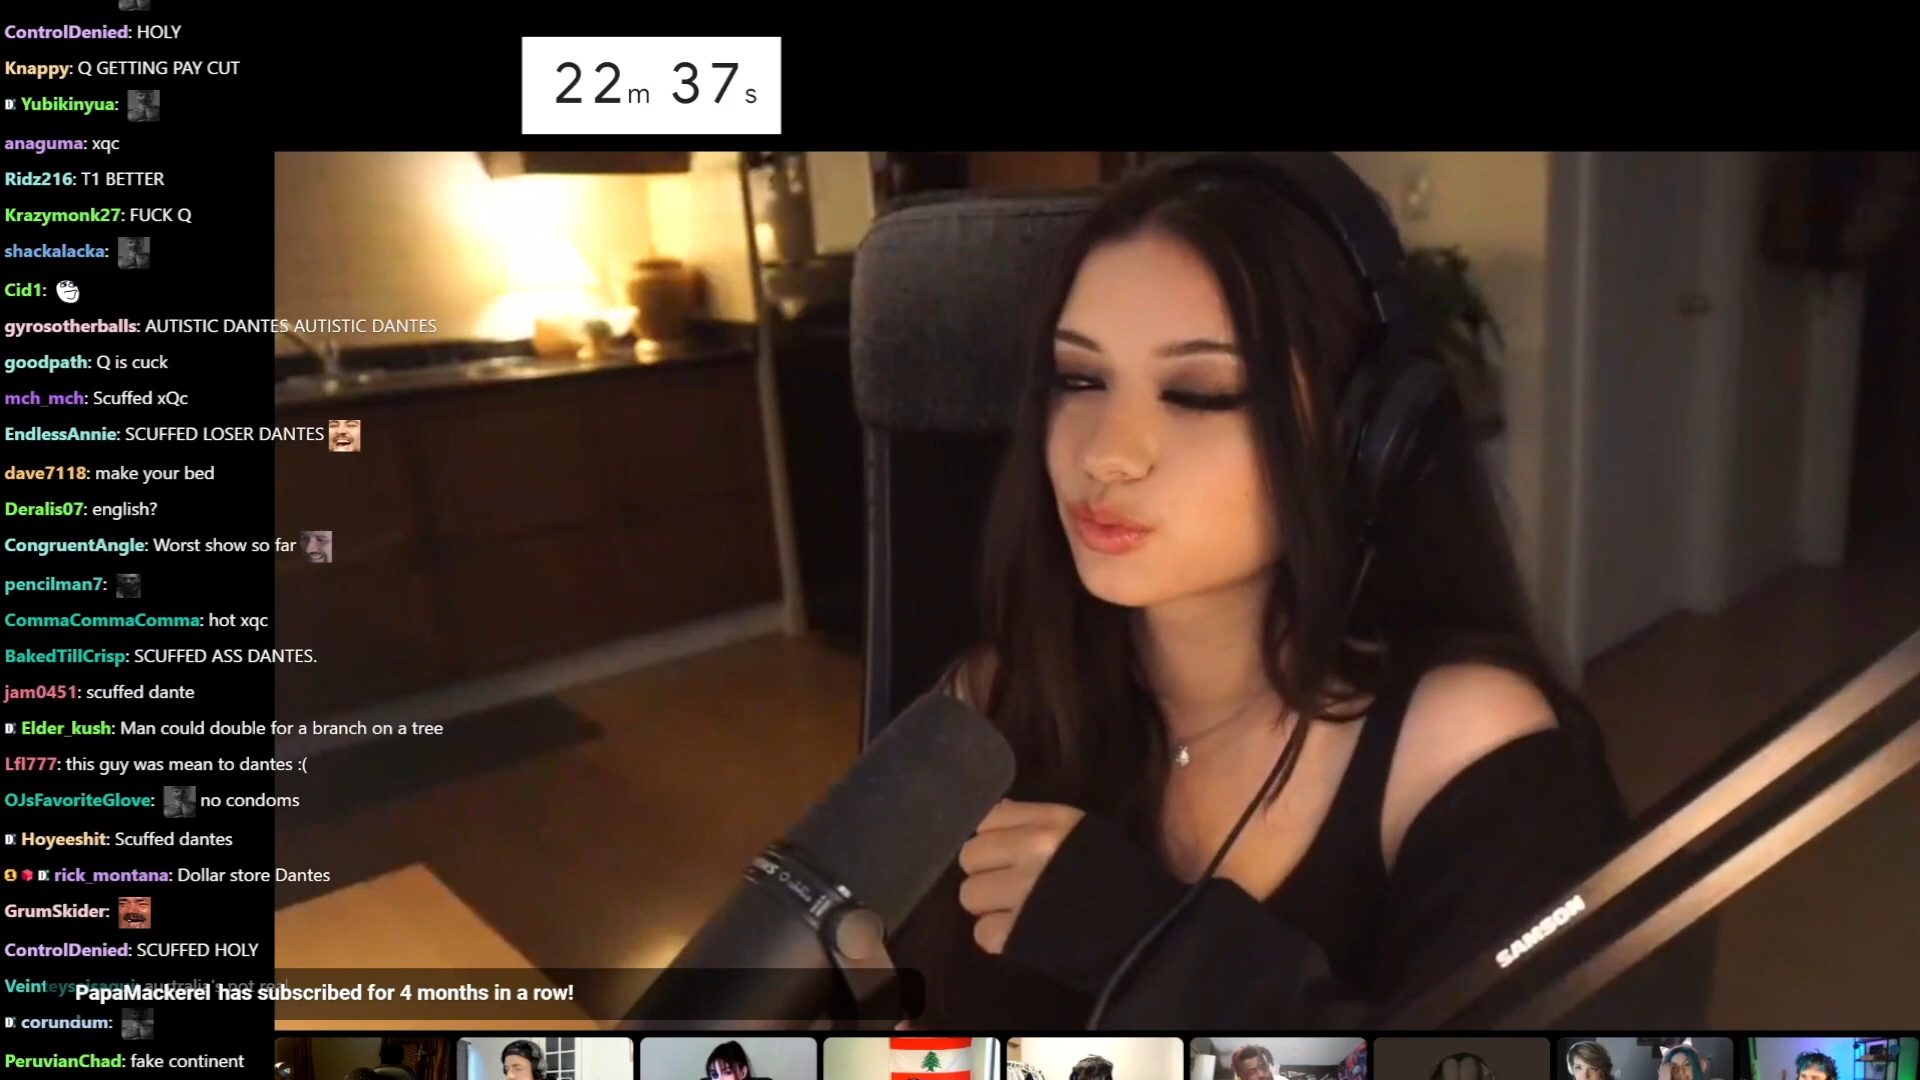 ControlDenied: HOLY
Knappy: Q GETTING PAY CUT
22m 37s
Yubikinyua:
anaguma: xqc
Ridz216: T1 BETTER
Krazymonk27: FUCK Q
shackalacka:
Cid1:
gyrosotherballs: AUTISTIC DANTES AUTISTIC DANTES
goodpath: Q is cuck
mch_mch: Scuffed xQc
EndlessAnnie: SCUFFED LOSER DANTES
dave7118: make your bed
Deralis07: english?
CongruentAngle: Worst show so far
pencilman7:
CommaCommaComma: hot xqc
BakedTillCrisp: SCUFFED ASS DANTES.
jam0451: scuffed dante
Elder_kush: Man could double for a branch on a tree
Lfl777: this guy was mean to dantes :(
OJsFavoriteGlove: no condoms
Hoyeeshit: Scuffed dantes
rick_montana: Dollar store Dantes
GrumSkider:
SAMSON
ControlDenied: SCUFFED HOLY
australia's not real
PapaMackerel has subscribed for 4 months in a row!
corundum:
PeruvianChad: fake continent